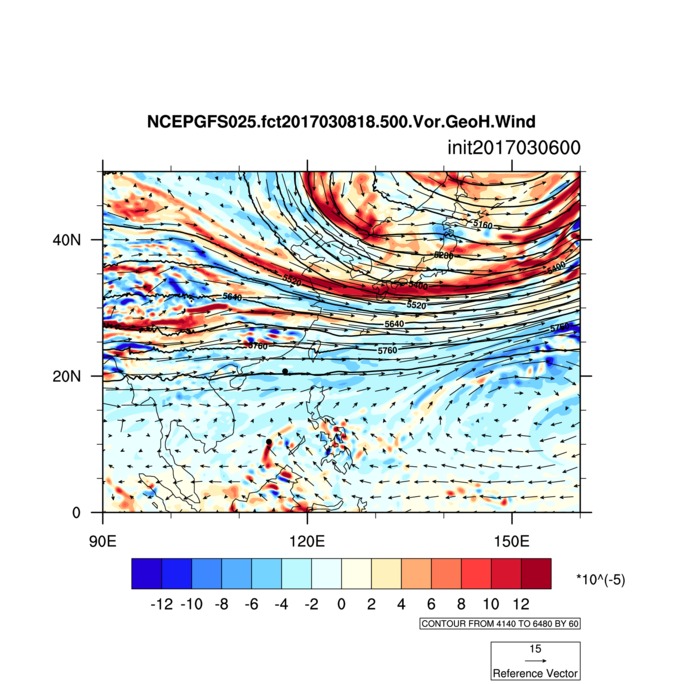 NCEPGFS025.fct2017030818.500.Vor.GeoH.Wind
init2017030600
40N
20N
0
90E 120E 150E
5160
5280
5400
5400
5520
5520
5640
5640
5760
5760
5760
-12 -10 -8 -6 -4 -2 0 2 4 6 8 10 12
*10^(-5)
CONTOUR FROM 4140 TO 6480 BY 60
15
Reference Vector